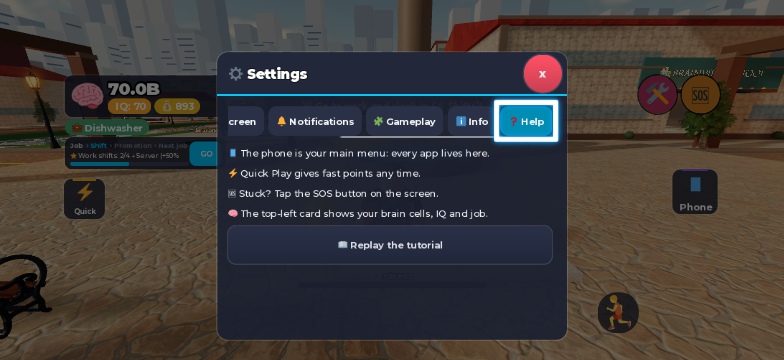 Settings
X
creen
Notifications
Gameplay
Info
Help
The phone is your main menu: every app lives here.
Quick Play gives fast points any time.
Stuck? Tap the SOS button on the screen.
The top-left card shows your brain cells, IQ and job.
Replay the tutorial
70.0B
IQ: 70
893
Dishwasher
Job › Shift › Promotion › Next job
Work shifts: 2/4 • Server (+50%
GO
Quick
SOS
Phone